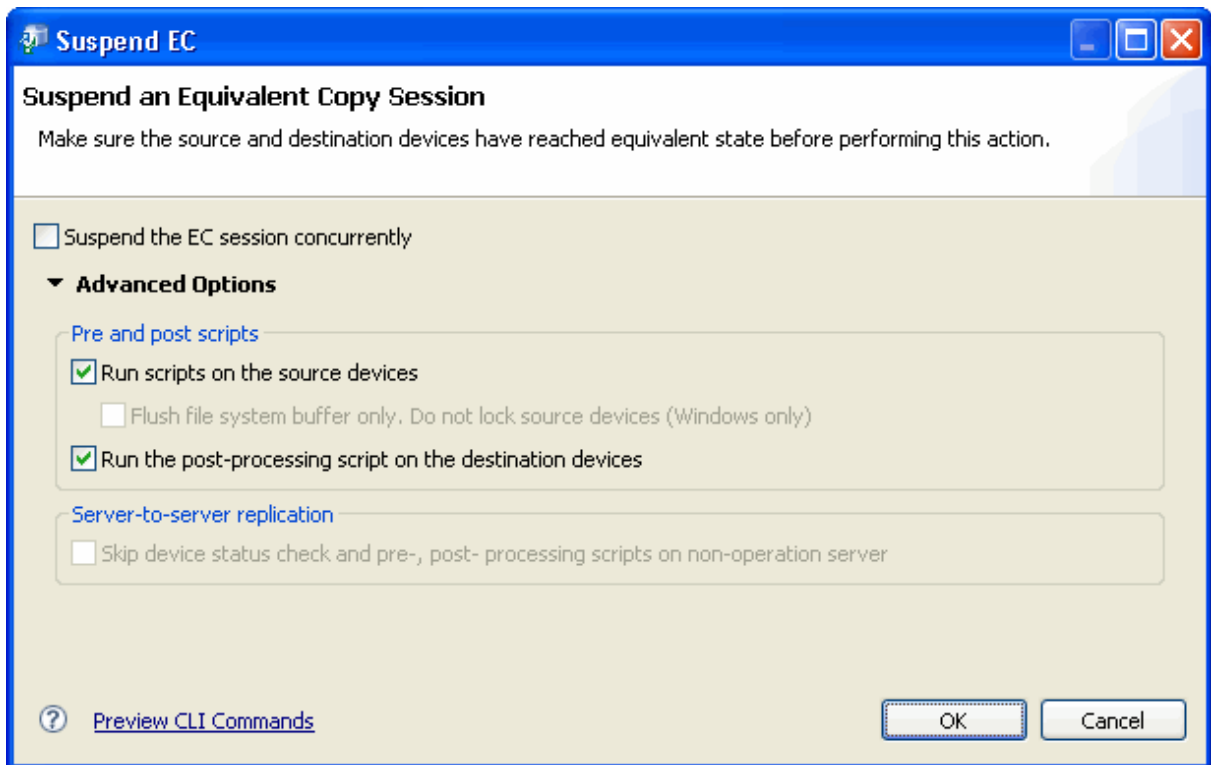 Suspend EC
Suspend an Equivalent Copy Session
Make sure the source and destination devices have reached equivalent state before performing this action.
Suspend the EC session concurrently
Advanced Options
Pre and post scripts
Run scripts on the source devices
Flush file system buffer only. Do not lock source devices (Windows only)
Run the post-processing script on the destination devices
Server-to-server replication
Skip device status check and pre-, post- processing scripts on non-operation server
? Preview CLI Commands OK Cancel